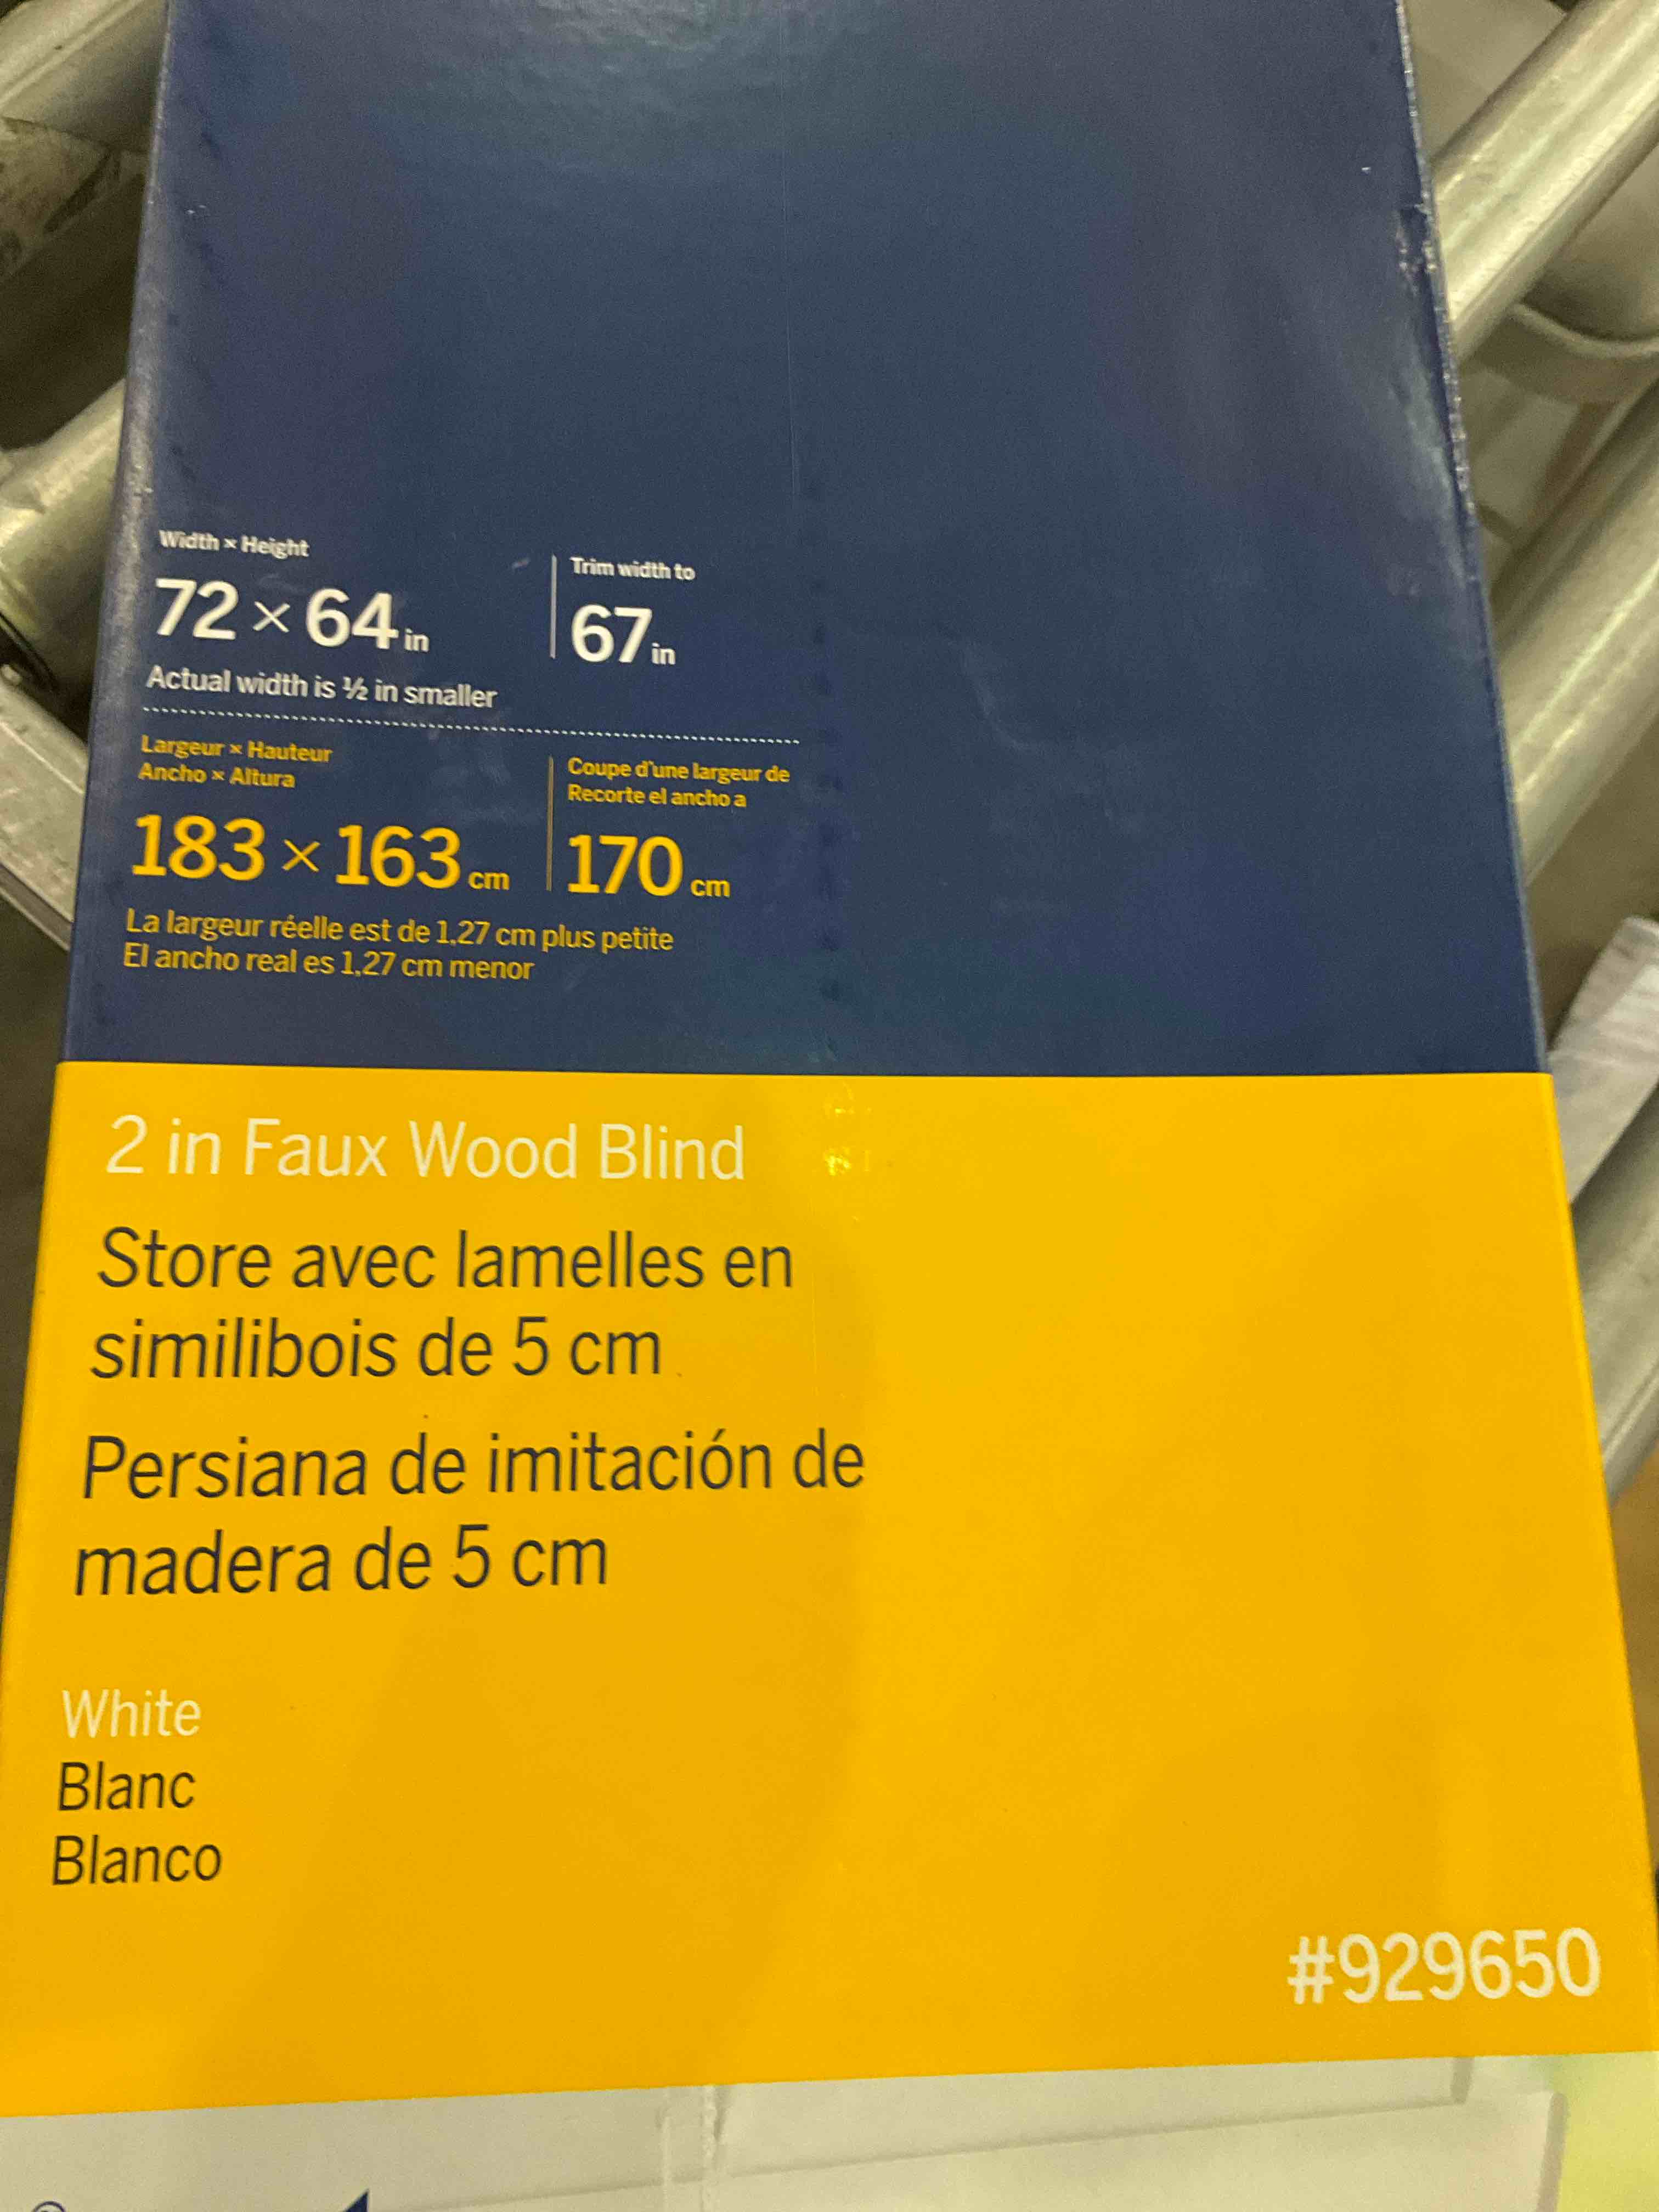 Width × Height
72 × 64 in
Actual width is ½ in smaller
Trim width to
67 in
Largeur × Hauteur
Ancho × Altura
183 × 163 cm
La largeur réelle est de 1,27 cm plus petite
El ancho real es 1,27 cm menor
Coupe d'une largeur de
Recorte el ancho a
170 cm
2 in Faux Wood Blind
Store avec lamelles en
similibois de 5 cm
Persiana de imitación de
madera de 5 cm
White
Blanc
Blanco
#929650